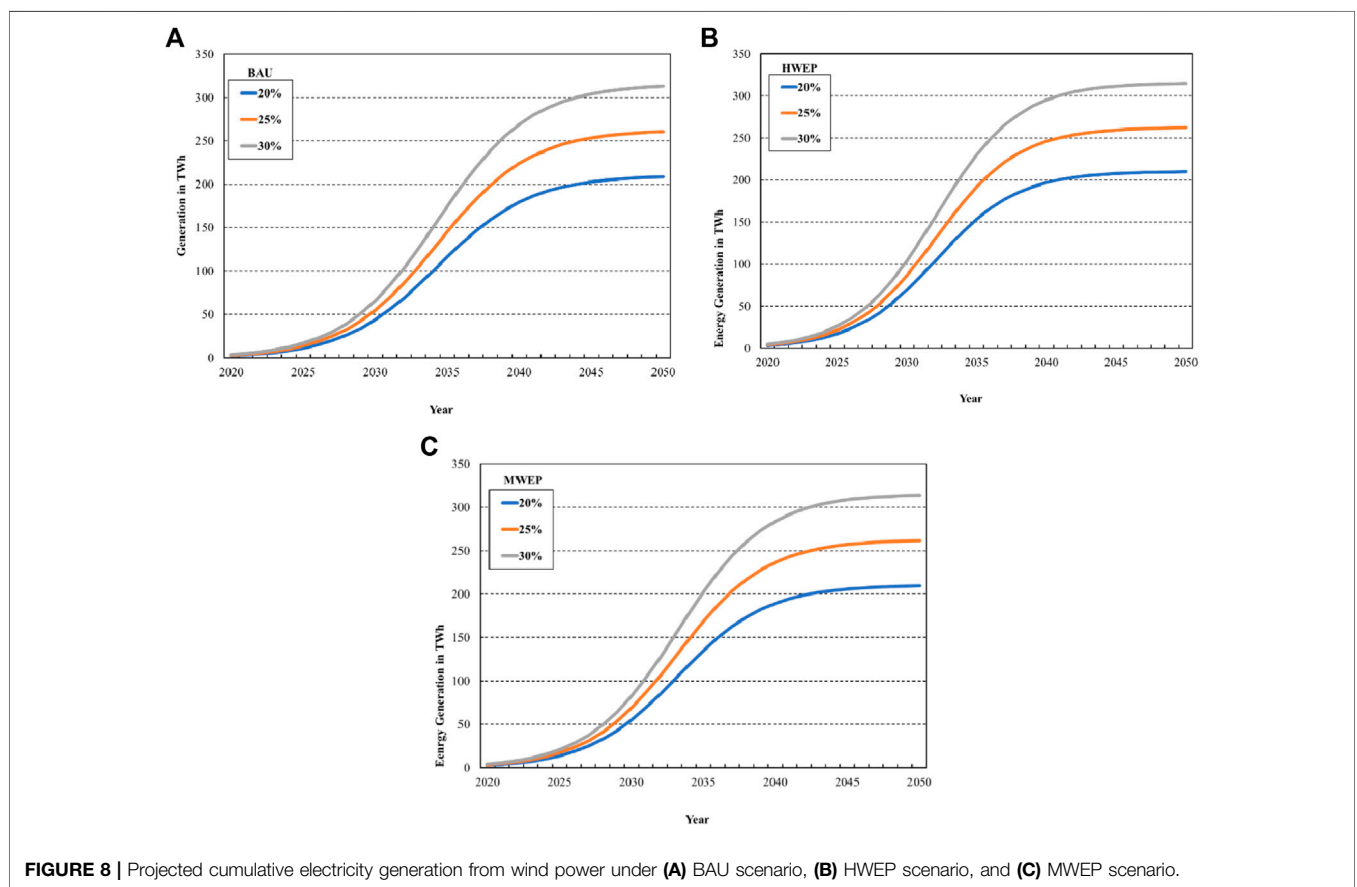 A
BAU
20%
25%
30%
350
300
250
200
150
100
50
0
Generation in TWh
2020 2025 2030 2035 2040 2045 2050
Year
B
HWEP
20%
25%
30%
350
300
250
200
150
100
50
0
Energy Generation in TWh
2020 2025 2030 2035 2040 2045 2050
Year
C
MWEP
20%
25%
30%
350
300
250
200
150
100
50
0
Eenrgy Generation in TWh
2020 2025 2030 2035 2040 2045 2050
Year
FIGURE 8 | Projected cumulative electricity generation from wind power under (A) BAU scenario, (B) HWEP scenario, and (C) MWEP scenario.